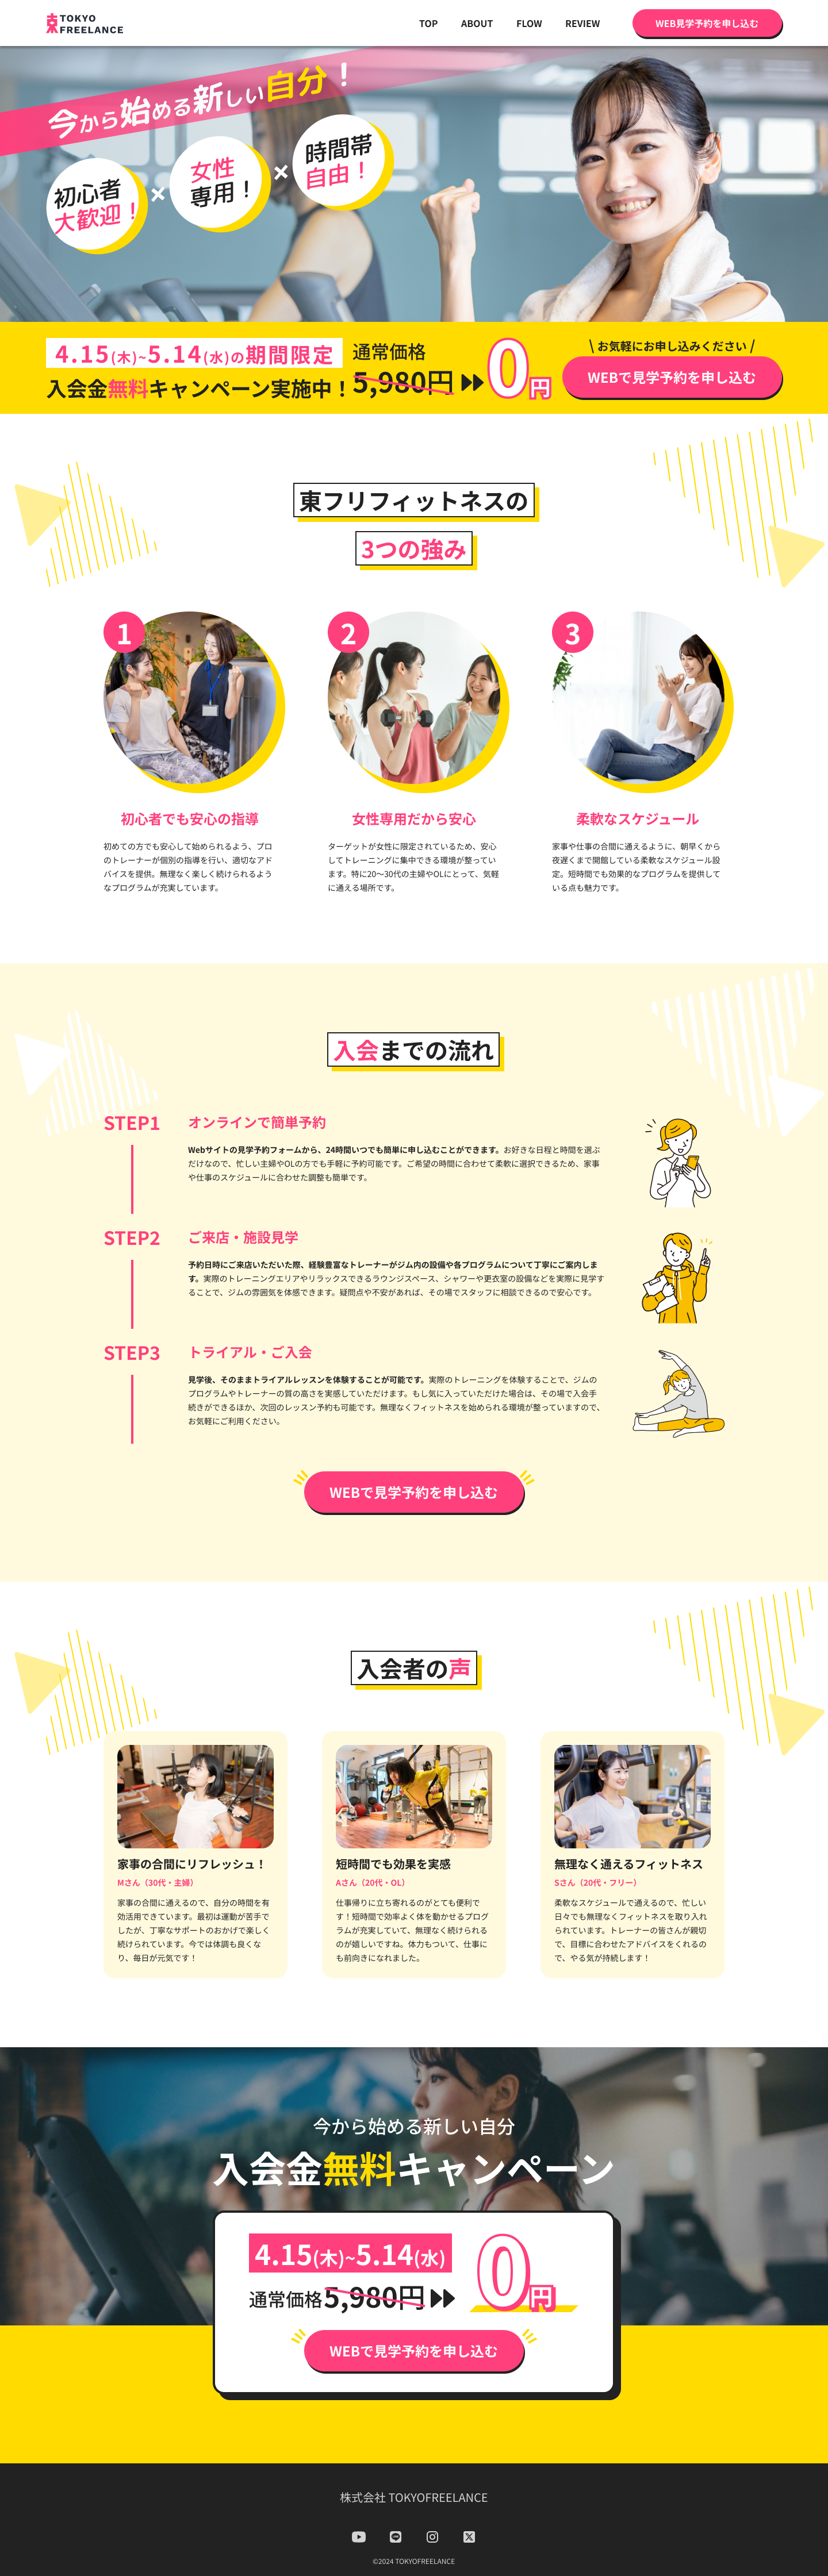 東 TOKYO
FREELANCE
TOP ABOUT FLOW REVIEW WEB見学予約を申し込む
今から始める新しい自分！
初心者
大歓迎！
×
女性
専用！
×
時間帯
自由！
4.15(木)~5.14(水)の期間限定
入会金無料キャンペーン実施中！
通常価格
5,980円
0円
\ お気軽にお申し込みください /
WEBで見学予約を申し込む
東フリフィットネスの
3つの強み
1
初心者でも安心の指導
初めての方でも安心して始められるよう、プロ
のトレーナーが個別の指導を行い、適切なアド
バイスを提供。無理なく楽しく続けられるよう
なプログラムが充実しています。
2
女性専用だから安心
ターゲットが女性に限定されているため、安心
してトレーニングに集中できる環境が整ってい
ます。特に20〜30代の主婦やOLにとって、気軽
に通える場所です。
3
柔軟なスケジュール
家事や仕事の合間に通えるように、朝早くから
夜遅くまで開館している柔軟なスケジュール設
定。短時間でも効果的なプログラムを提供して
いる点も魅力です。
入会までの流れ
STEP1
オンラインで簡単予約
Webサイトの見学予約フォームから、24時間いつでも簡単に申し込むことができます。お好きな日程と時間を選ぶ
だけなので、忙しい主婦やOLの方でも手軽に予約可能です。ご希望の時間に合わせて柔軟に選択できるため、家事
や仕事のスケジュールに合わせた調整も簡単です。
STEP2
ご来店・施設見学
予約日時にご来店いただいた際、経験豊富なトレーナーがジム内の設備や各プログラムについて丁寧にご案内しま
す。実際のトレーニングエリアやリラックスできるラウンジスペース、シャワーや更衣室の設備などを実際に見学す
ることで、ジムの雰囲気を体感できます。疑問点や不安があれば、その場でスタッフに相談できるので安心です。
STEP3
トライアル・ご入会
見学後、そのままトライアルレッスンを体験することが可能です。実際のトレーニングを体験することで、ジムの
プログラムやトレーナーの質の高さを実感していただけます。もし気に入っていただけた場合は、その場で入会手
続きができるほか、次回のレッスン予約も可能です。無理なくフィットネスを始められる環境が整っていますので、
お気軽にご利用ください。
WEBで見学予約を申し込む
入会者の声
家事の合間にリフレッシュ！
Mさん（30代・主婦）
家事の合間に通えるので、自分の時間を有
効活用できています。最初は運動が苦手で
したが、丁寧なサポートのおかげで楽しく
続けられています。今では体調も良くな
り、毎日が元気です！
短時間でも効果を実感
Aさん（20代・OL）
仕事帰りに立ち寄れるのがとても便利で
す！短時間で効率よく体を動かせるプログ
ラムが充実していて、無理なく続けられる
のが嬉しいですね。体力もついて、仕事に
も前向きになれました。
無理なく通えるフィットネス
Sさん（20代・フリー）
柔軟なスケジュールで通えるので、忙しい
日々でも無理なくフィットネスを取り入れ
られています。トレーナーの皆さんが親切
で、目標に合わせたアドバイスをくれるの
で、やる気が持続します！
今から始める新しい自分
入会金無料キャンペーン
4.15(木)~5.14(水)
通常価格5,980円
0円
WEBで見学予約を申し込む
株式会社 TOKYOFREELANCE
©2024 TOKYOFREELANCE